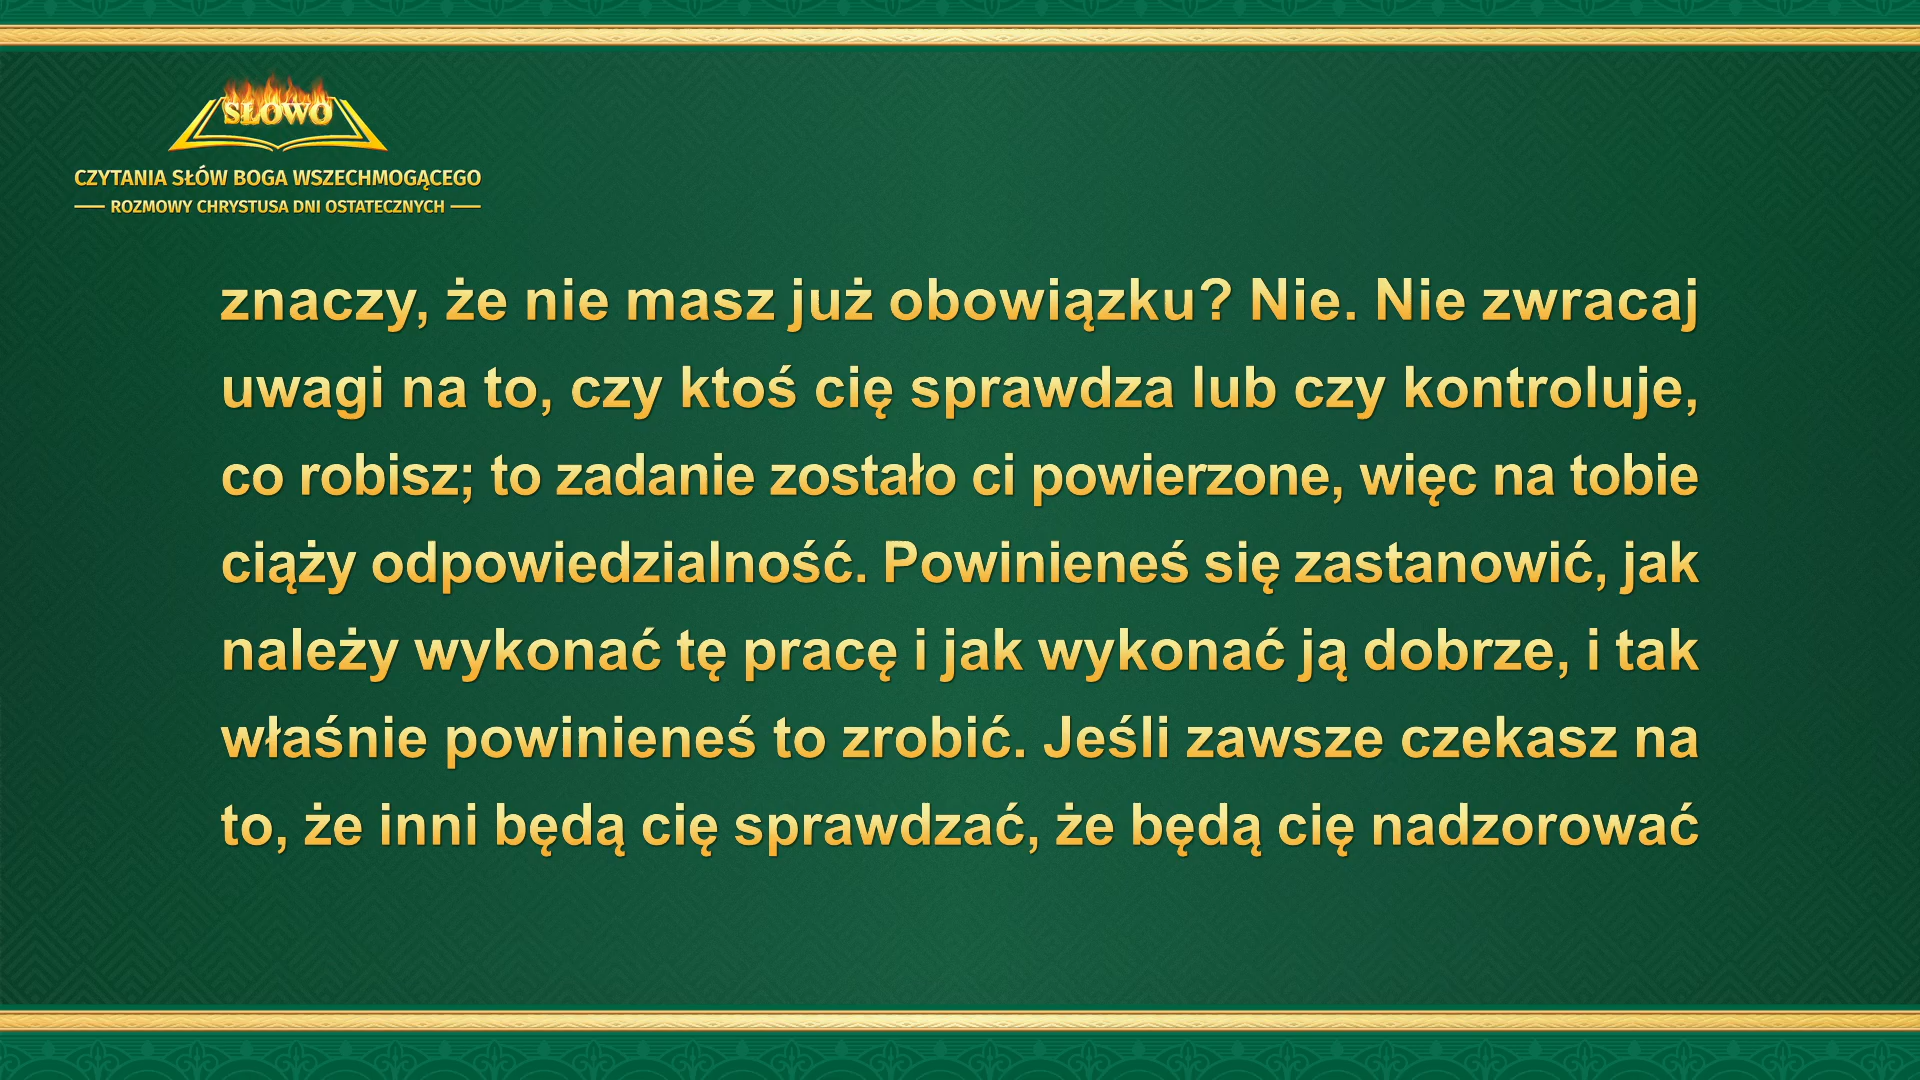 SŁOWO
CZYTANIA SŁÓW BOGA WSZECHMOGĄCEGO
ROZMOWY CHRYSTUSA DNI OSTATECZNYCH
znaczy, że nie masz już obowiązku? Nie. Nie zwracaj
uwagi na to, czy ktoś cię sprawdza lub czy kontroluje,
co robisz; to zadanie zostało ci powierzone, więc na tobie
ciąży odpowiedzialność. Powinieneś się zastanowić, jak
należy wykonać tę pracę i jak wykonać ją dobrze, i tak
właśnie powinieneś to zrobić. Jeśli zawsze czekasz na
to, że inni będą cię sprawdzać, że będą cię nadzorować